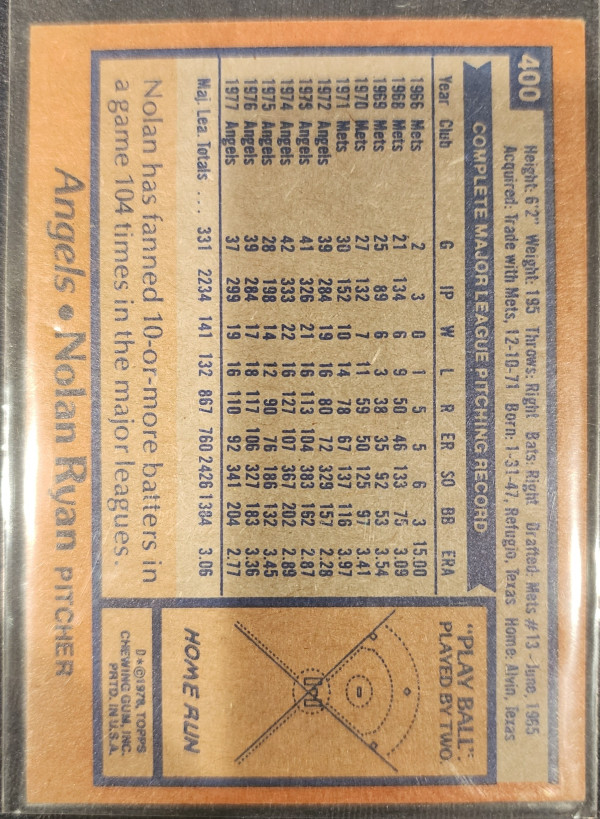 400
Height: 6'2" Weight: 195 Throws: Right Bats: Right Drafted: Mets #13 - June, 1965
Acquired: Trade with Mets, 12-10-71 Born: 1-31-47, Refugio, Texas Home: Alvin, Texas
COMPLETE MAJOR LEAGUE PITCHING RECORD
Year Club G IP W L R ER SO BB ERA
1966 Mets 2 3 0 1 5 5 6 3 15.00
1968 Mets 21 134 6 9 50 46 133 75 3.09
1969 Mets 25 89 6 3 38 35 92 53 3.54
1970 Mets 27 132 7 11 59 50 125 97 3.41
1971 Mets 30 152 10 14 78 67 137 116 3.97
1972 Angels 39 284 19 16 80 72 329 157 2.28
1973 Angels 41 326 21 16 113 104 383 162 2.87
1974 Angels 42 333 22 16 127 107 367 202 2.89
1975 Angels 28 198 14 12 90 76 186 132 3.45
1976 Angels 39 284 17 18 117 106 327 183 3.36
1977 Angels 37 299 19 16 110 92 341 204 2.77
Maj. Lea. Totals ... 331 2234 141 132 867 760 2428 1384 3.06
Nolan has fanned 10-or-more batters in
a game 104 times in the major leagues.
Angels • Nolan Ryan PITCHER
"PLAY BALL":
PLAYED BY TWO
HOME RUN
D*©1978, TOPPS
CHEWING GUM, INC.
PRTD. IN U.S.A.